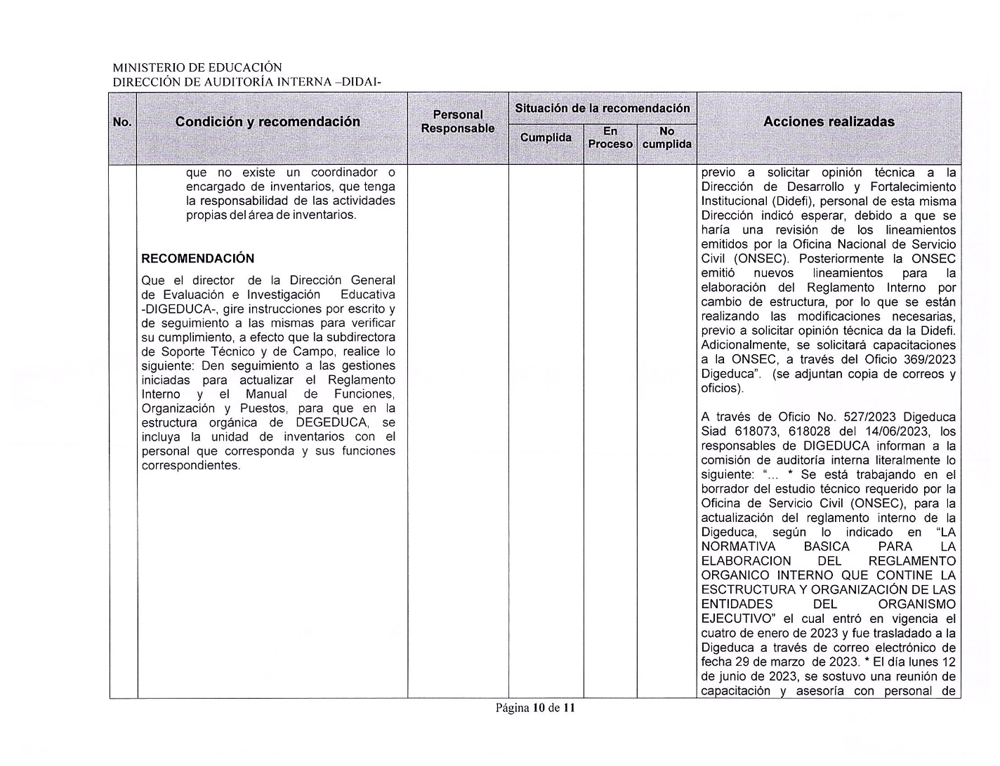 MINISTERIO DE EDUCACIÓN
DIRECCIÓN DE AUDITORÍA INTERNA –DIDAI-
No.
Condición y recomendación
Personal
Responsable
Situación de la recomendación
Cumplida
En
Proceso
No
cumplida
Acciones realizadas
que no existe un coordinador o
encargado de inventarios, que tenga
la responsabilidad de las actividades
propias del área de inventarios.
RECOMENDACIÓN
Que el director de la Dirección General
de Evaluación e Investigación Educativa
-DIGEDUCA-, gire instrucciones por escrito y
de seguimiento a las mismas para verificar
su cumplimiento, a efecto que la subdirectora
de Soporte Técnico y de Campo, realice lo
siguiente: Den seguimiento a las gestiones
iniciadas para actualizar el Reglamento
Interno y el Manual de Funciones,
Organización y Puestos, para que en la
estructura orgánica de DEGEDUCA, se
incluya la unidad de inventarios con el
personal que corresponda y sus funciones
correspondientes.
previo a solicitar opinión técnica a la
Dirección de Desarrollo y Fortalecimiento
Institucional (Didefi), personal de esta misma
Dirección indicó esperar, debido a que se
haría una revisión de los lineamientos
emitidos por la Oficina Nacional de Servicio
Civil (ONSEC). Posteriormente la ONSEC
emitió nuevos lineamientos para la
elaboración del Reglamento Interno por
cambio de estructura, por lo que se están
realizando las modificaciones necesarias,
previo a solicitar opinión técnica da la Didefi.
Adicionalmente, se solicitará capacitaciones
a la ONSEC, a través del Oficio 369/2023
Digeduca”. (se adjuntan copia de correos y
oficios).
A través de Oficio No. 527/2023 Digeduca
Siad 618073, 618028 del 14/06/2023, los
responsables de DIGEDUCA informan a la
comisión de auditoría interna literalmente lo
siguiente: “... * Se está trabajando en el
borrador del estudio técnico requerido por la
Oficina de Servicio Civil (ONSEC), para la
actualización del reglamento interno de la
Digeduca, según lo indicado en “LA
NORMATIVA BASICA PARA LA
ELABORACION DEL REGLAMENTO
ORGANICO INTERNO QUE CONTINE LA
ESCTRUCTURA Y ORGANIZACIÓN DE LAS
ENTIDADES DEL ORGANISMO
EJECUTIVO” el cual entró en vigencia el
cuatro de enero de 2023 y fue trasladado a la
Digeduca a través de correo electrónico de
fecha 29 de marzo de 2023. * El día lunes 12
de junio de 2023, se sostuvo una reunión de
capacitación y asesoría con personal de
Página 10 de 11